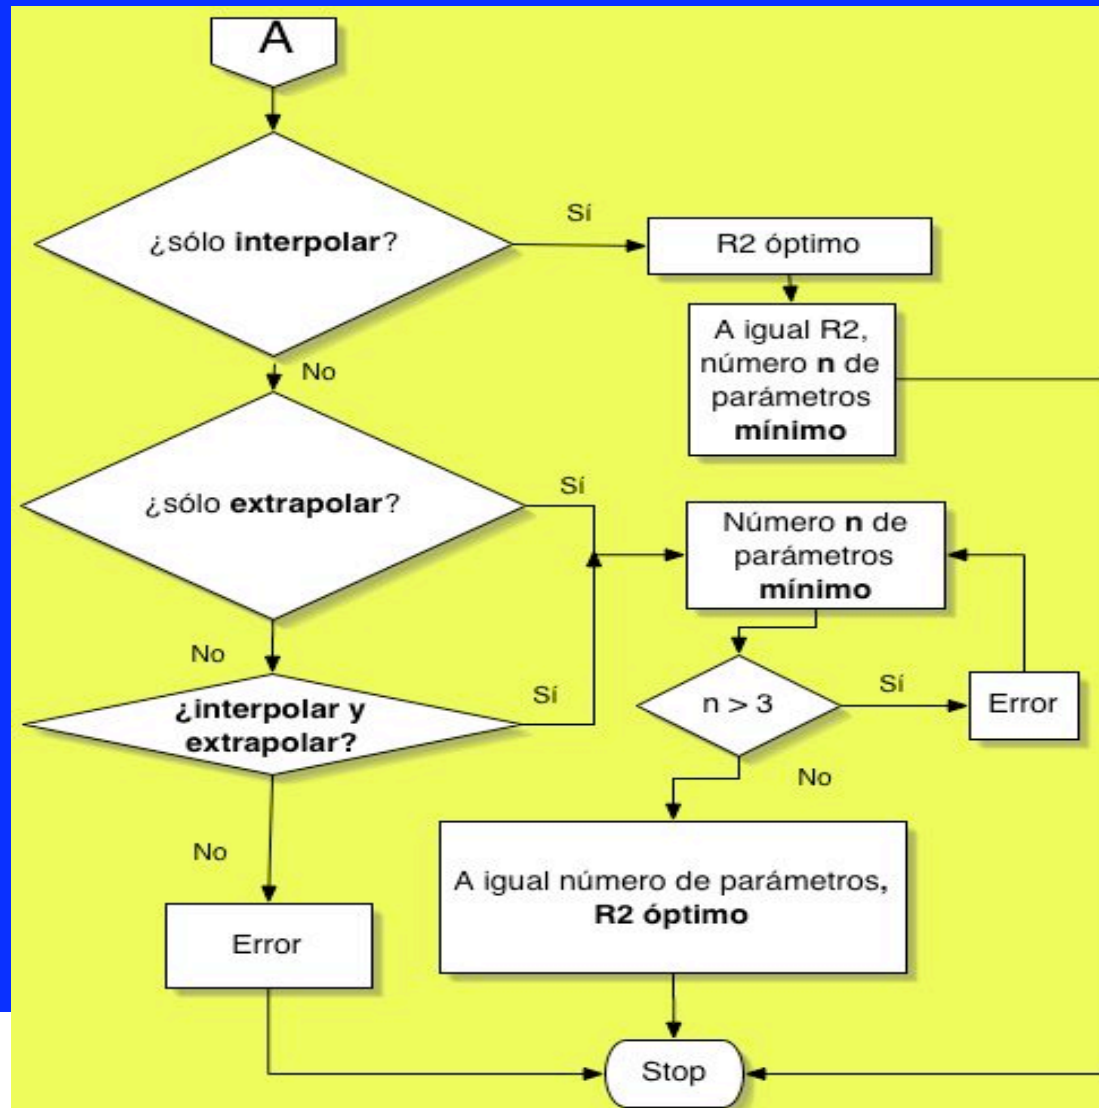 A
¿sólo interpolar?
Sí
R2 óptimo
A igual R2,
número n de
parámetros
mínimo
No
¿sólo extrapolar?
Sí
Número n de
parámetros
mínimo
No
¿interpolar y
extrapolar?
Sí
n > 3
Sí
Error
No
No
A igual número de parámetros,
R2 óptimo
Error
Stop